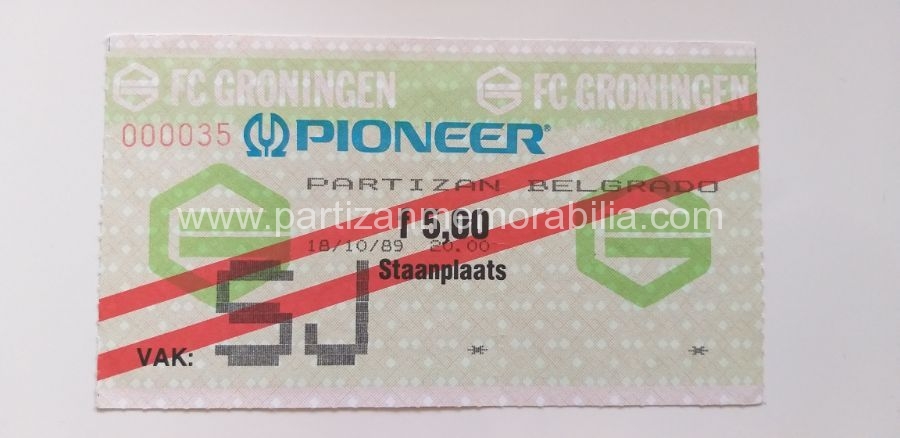 FC GRONINGEN FC GRONINGEN
000035 PIONEER®
PARTIZAN BELGRADO
www.partizanmemorabilia.com
f 5,00
18/10/89 20.00
Staanplaats
VAK: SJ * *